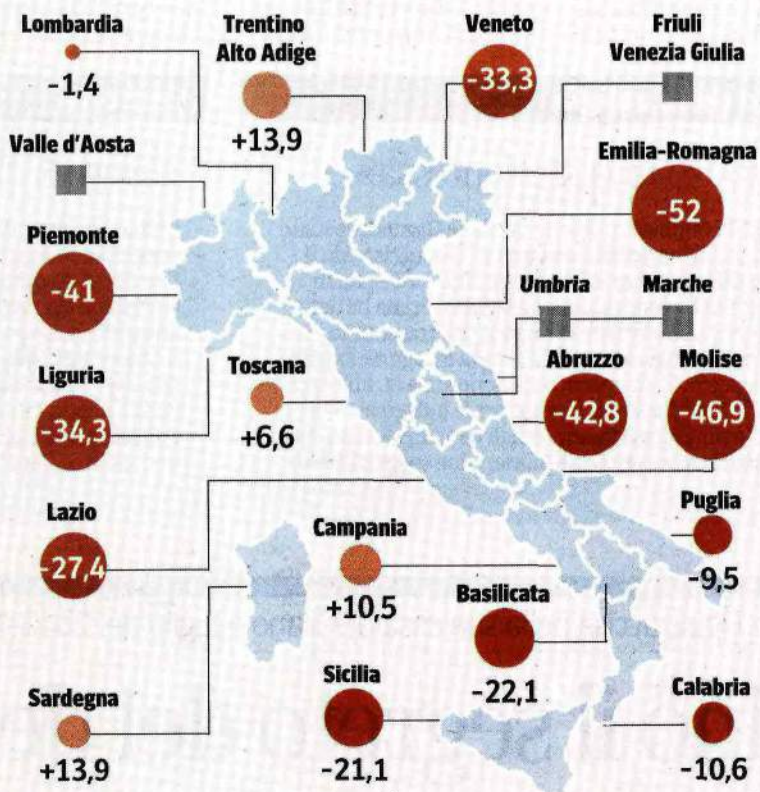 Lombardia
-1,4
Trentino
Alto Adige
+13,9
Veneto
-33,3
Friuli
Venezia Giulia
Valle d'Aosta
Emilia-Romagna
-52
Piemonte
-41
Umbria
Marche
Liguria
-34,3
Toscana
+6,6
Abruzzo
-42,8
Molise
-46,9
Lazio
-27,4
Campania
+10,5
Puglia
-9,5
Basilicata
-22,1
Sardegna
+13,9
Sicilia
-21,1
Calabria
-10,6